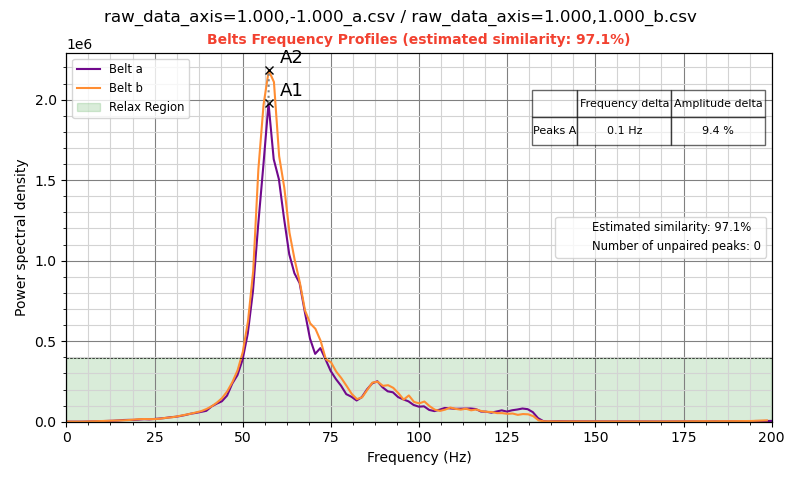 raw_data_axis=1.000,-1.000_a.csv / raw_data_axis=1.000,1.000_b.csv
Belts Frequency Profiles (estimated similarity: 97.1%)
1e6
Belt a
Belt b
Relax Region
A2
A1
Frequency delta Amplitude delta
Peaks A 0.1 Hz 9.4 %
Estimated similarity: 97.1%
Number of unpaired peaks: 0
Power spectral density
2.0
1.5
1.0
0.5
0.0
0 25 50 75 100 125 150 175 200
Frequency (Hz)